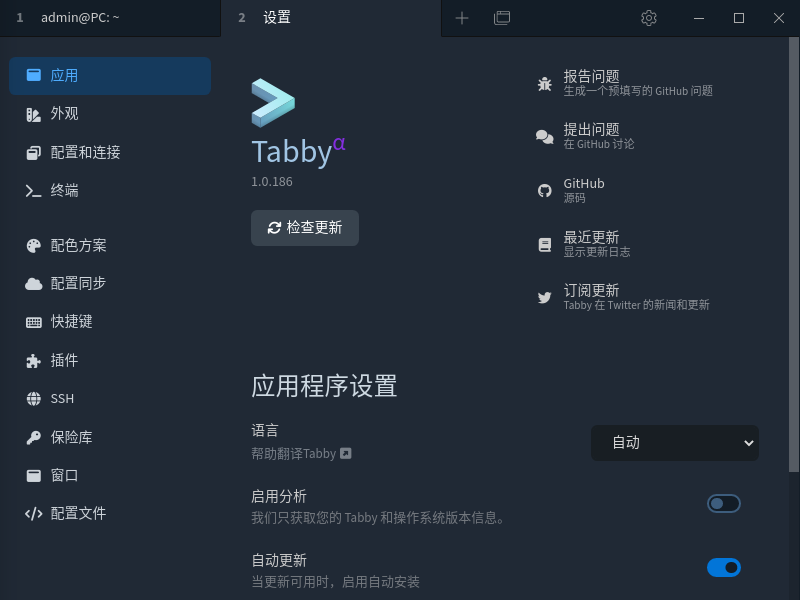 1 admin@PC: ~
2 设置
应用
外观
配置和连接
终端
配色方案
配置同步
快捷键
插件
SSH
保险库
窗口
配置文件
Tabbyα
1.0.186
检查更新
报告问题
生成一个预填写的 GitHub 问题
提出问题
在 GitHub 讨论
GitHub
源码
最近更新
显示更新日志
订阅更新
Tabby 在 Twitter 的新闻和更新
应用程序设置
语言
帮助翻译Tabby
自动
启用分析
我们只获取您的 Tabby 和操作系统版本信息。
自动更新
当更新可用时，启用自动安装